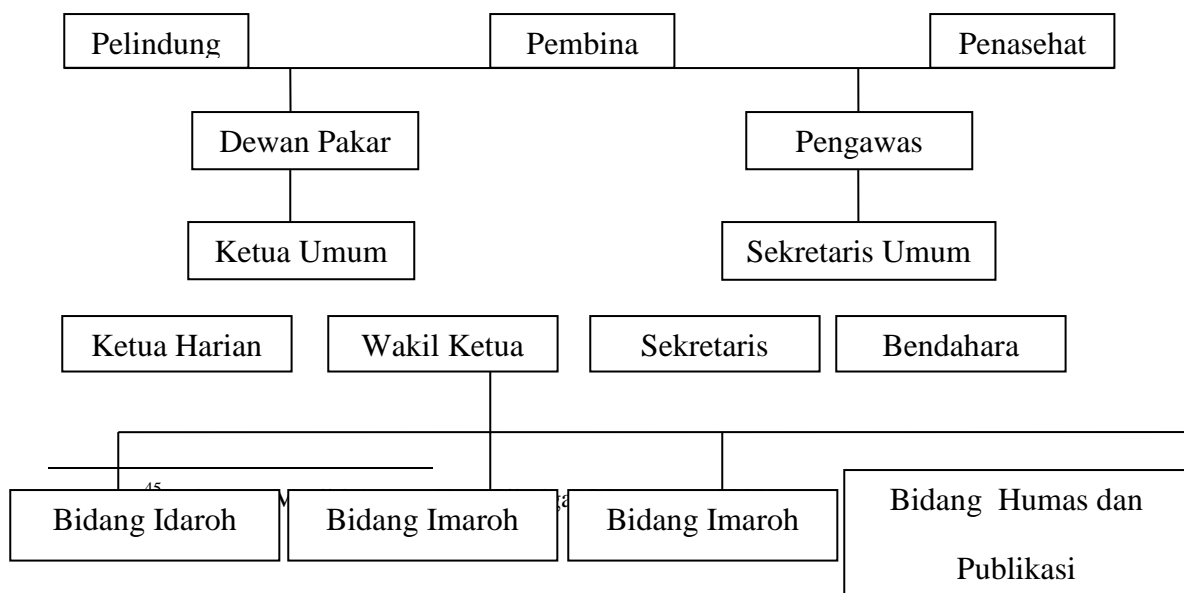 Pelindung
Pembina
Penasehat
Dewan Pakar
Pengawas
Ketua Umum
Sekretaris Umum
Ketua Harian
Wakil Ketua
Sekretaris
Bendahara
45
Bidang Idaroh
Bidang Imaroh
Bidang Imaroh
Bidang Humas dan
Publikasi